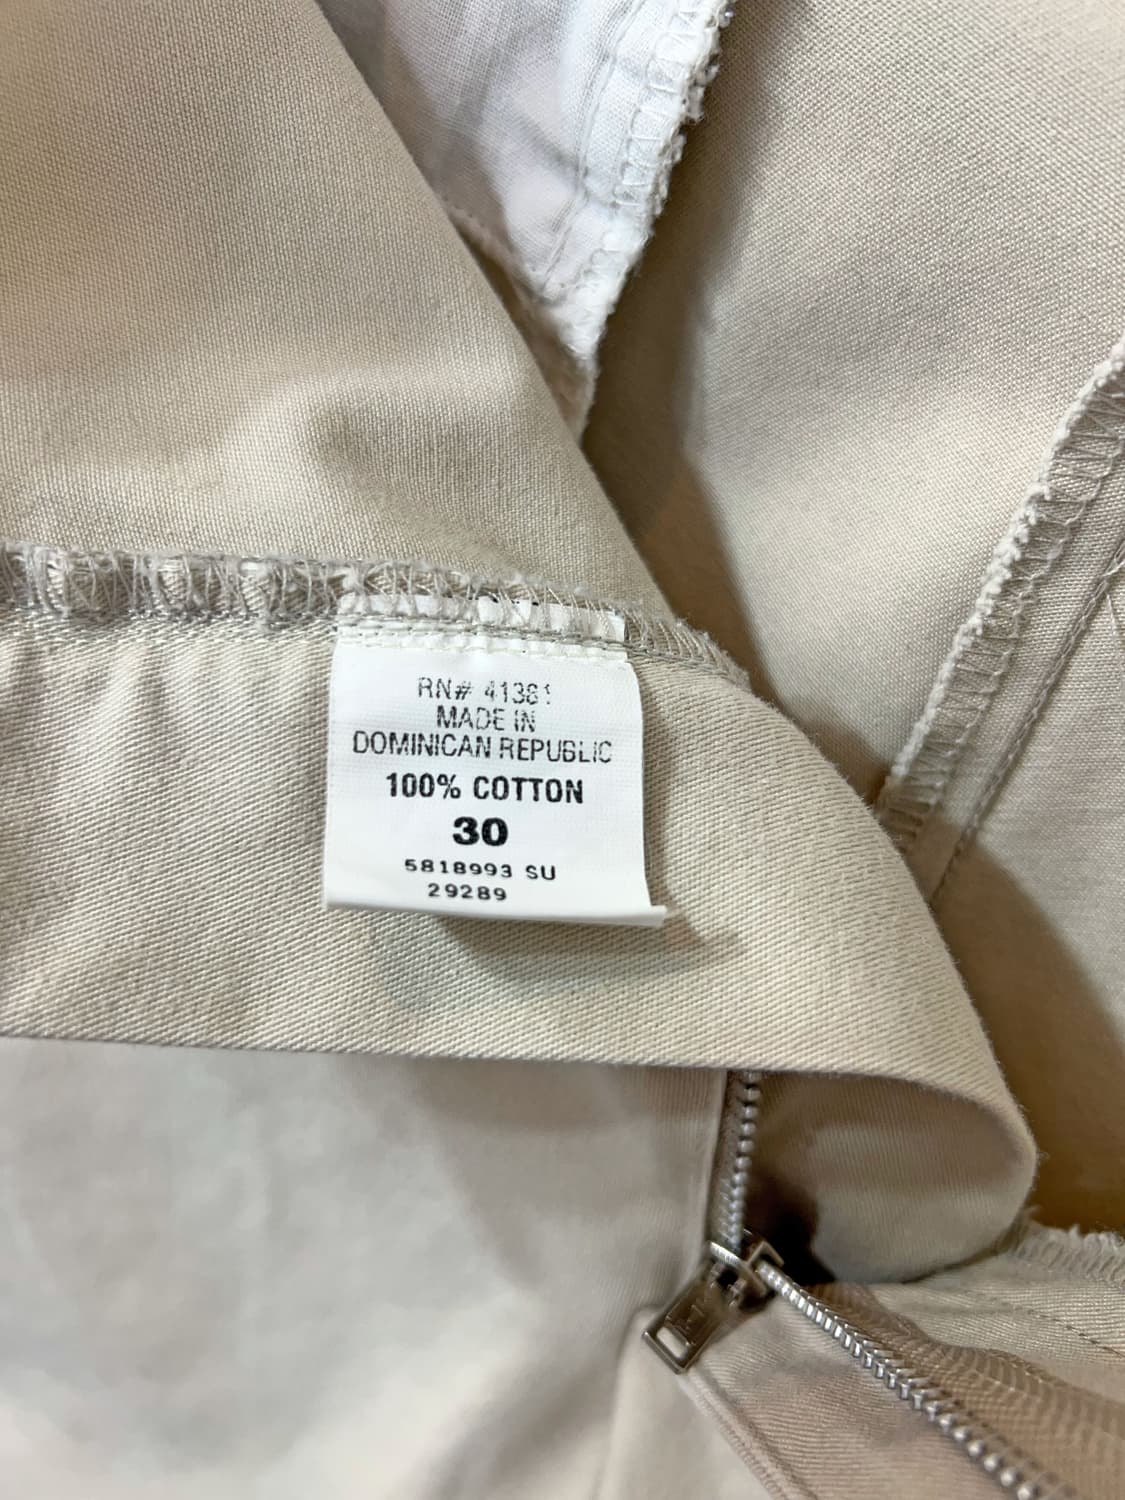 RN# 41381
MADE IN
DOMINICAN REPUBLIC
100% COTTON
30
5818993 SU
29289